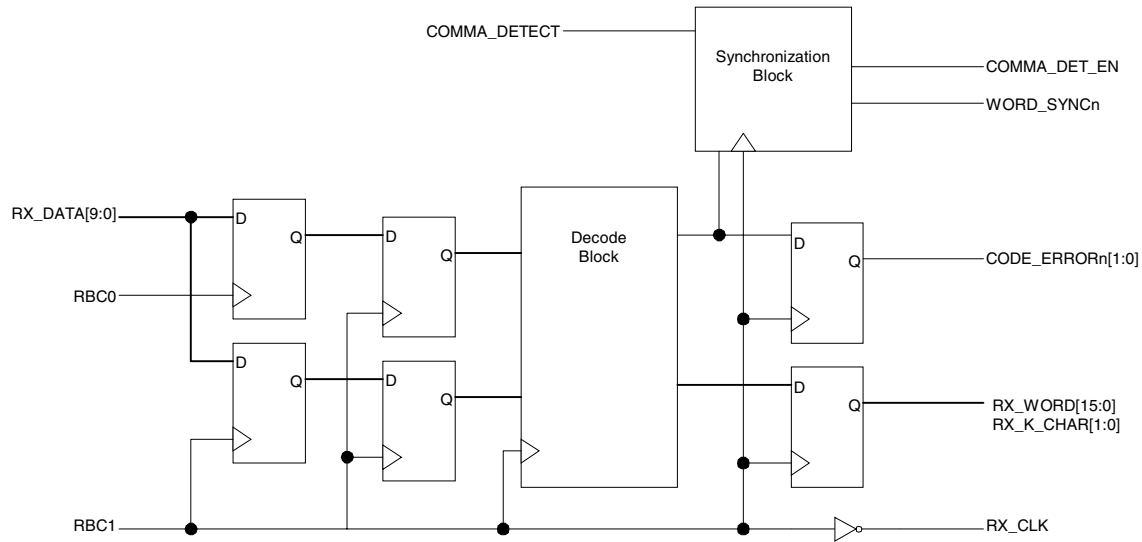 COMMA_DETECT
Synchronization
Block
COMMA_DET_EN
WORD_SYNCn
RX_DATA[9:0]
D
Q
D
Q
Decode
Block
D
Q
CODE_ERRORn[1:0]
RBC0
D
Q
D
Q
D
Q
RX_WORD[15:0]
RX_K_CHAR[1:0]
RBC1
RX_CLK